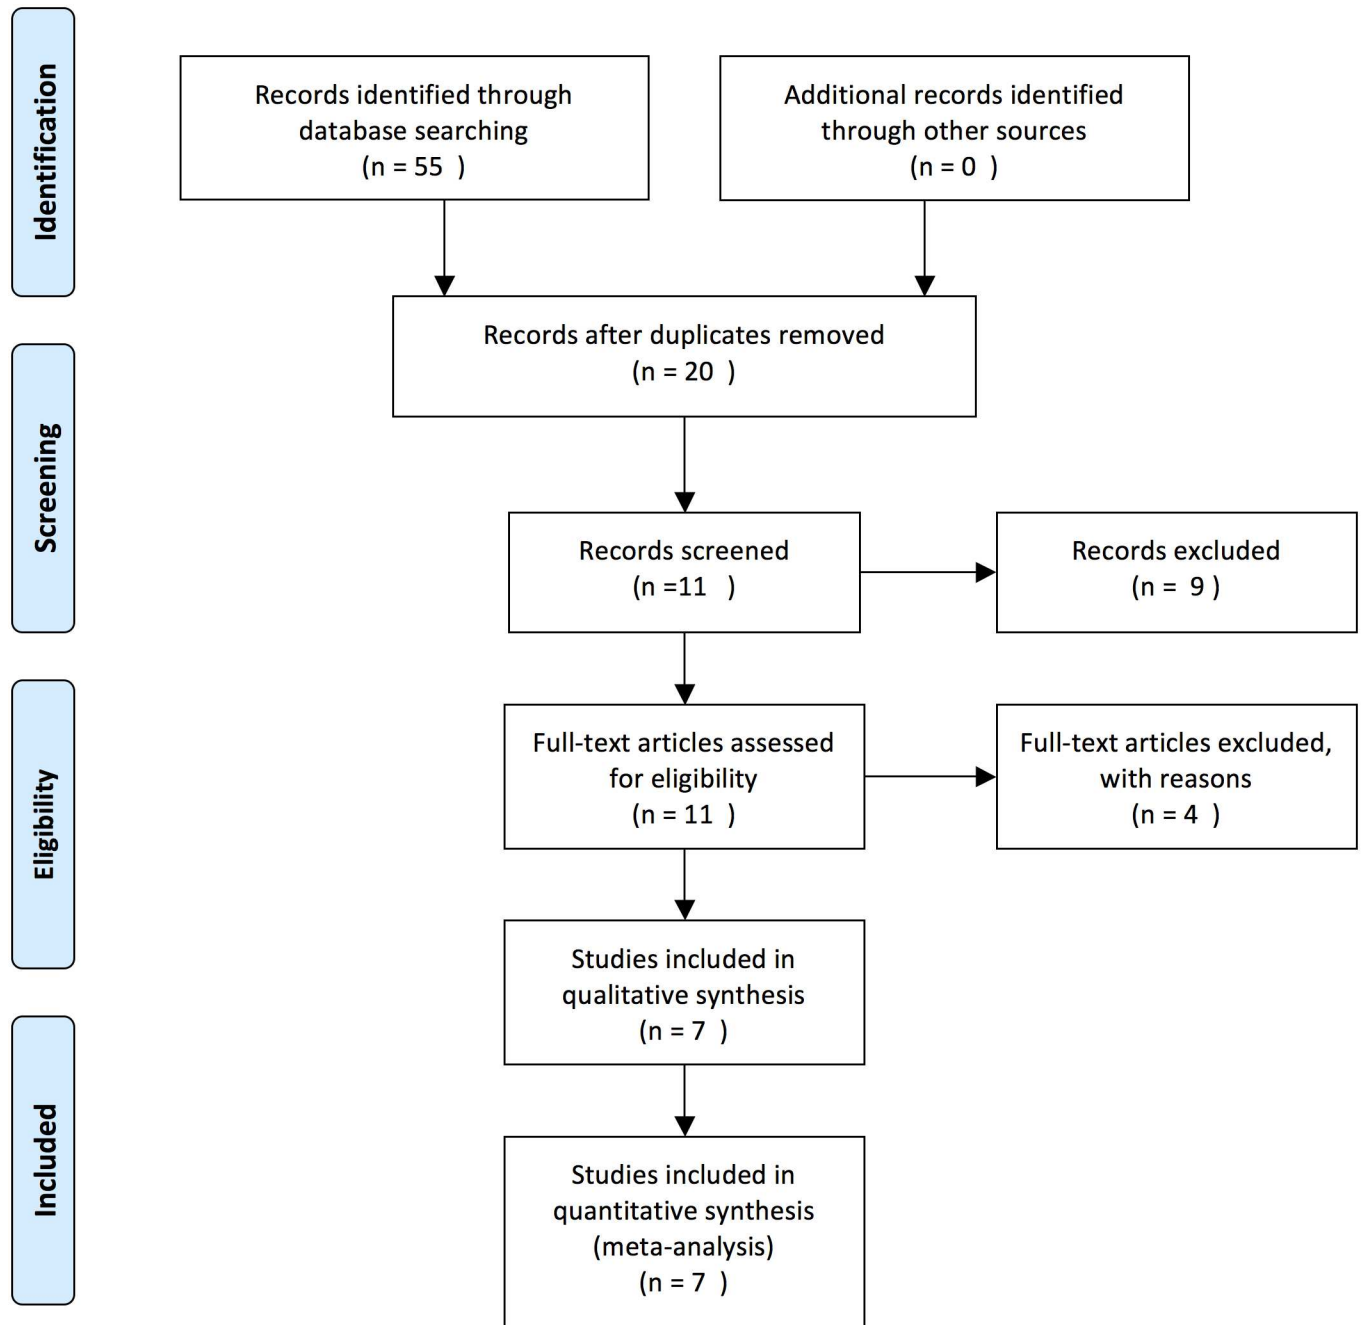 Identification
Records identified through
database searching
(n = 55  )
Additional records identified
through other sources
(n = 0  )
Records after duplicates removed
(n = 20  )
Screening
Records screened
(n =11   )
Records excluded
(n =  9 )
Eligibility
Full-text articles assessed
for eligibility
(n = 11  )
Full-text articles excluded,
with reasons
(n = 4  )
Studies included in
qualitative synthesis
(n = 7  )
Included
Studies included in
quantitative synthesis
(meta-analysis)
(n = 7  )